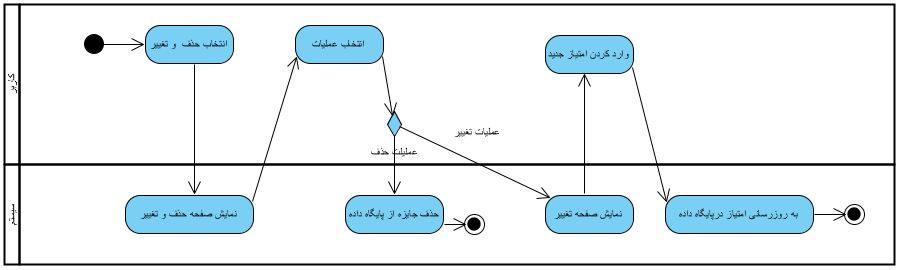 کاربر
انتخاب حذف و تغییر
انتخاب عملیات
وارد کردن امتیاز جدید
عملیات تغییر
عملیلت حذف
سیستم
نمایش صفحه حذف و تغییر
حذف جایزه از پایگاه داده
نمایش صفحه تغییر
به روزرسانی امتیاز درپایگاه داده